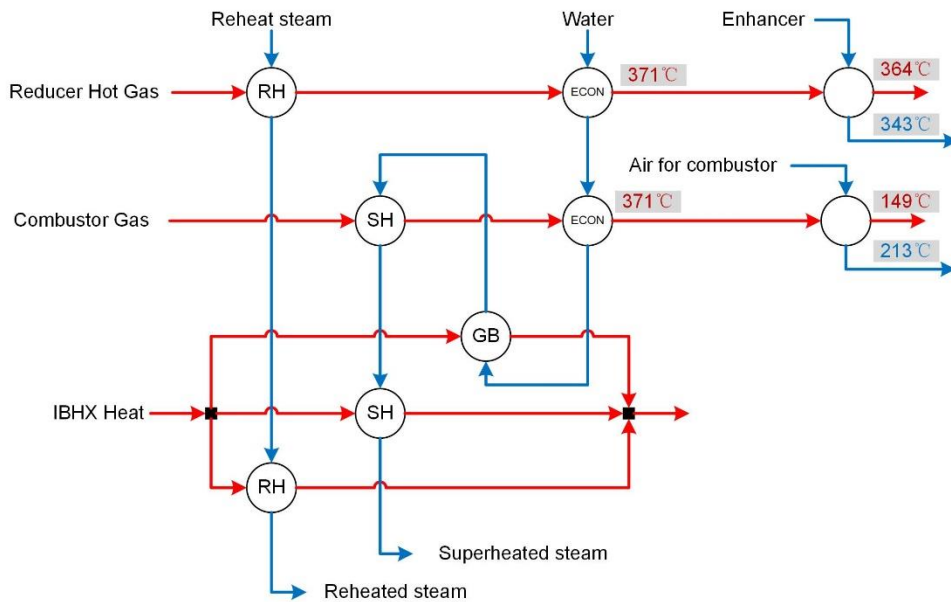 Reheat steam
Water
Enhancer
Reducer Hot Gas
RH
ECON
371℃
364℃
343℃
Air for combustor
Combustor Gas
SH
ECON
371℃
149℃
213℃
GB
IBHX Heat
SH
RH
Superheated steam
Reheated steam